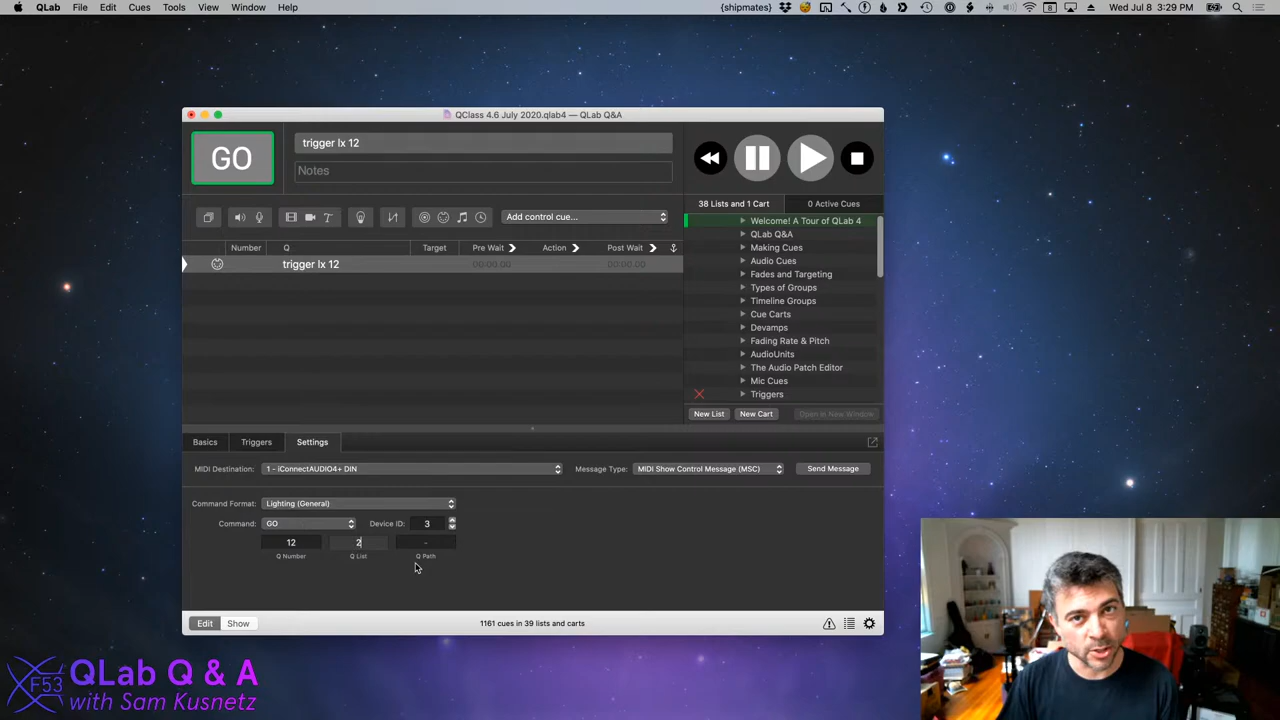 QLab File Edit Cues Tools View Window Help {shipmates} 8 Wed Jul 8 3:29 PM
QClass 4.6 July 2020.qlab4 — QLab Q&A
GO
trigger lx 12
Notes
Add control cue...
38 Lists and 1 Cart 0 Active Cues
Number Q Target Pre Wait Action Post Wait
trigger lx 12 00:00.00 00:00.00
Welcome! A Tour of QLab 4
QLab Q&A
Making Cues
Audio Cues
Fades and Targeting
Types of Groups
Timeline Groups
Cue Carts
Devamps
Fading Rate & Pitch
AudioUnits
The Audio Patch Editor
Mic Cues
Triggers
New List New Cart Open in New Window
Basics Triggers Settings
MIDI Destination: 1 - iConnectAUDIO4+ DIN Message Type: MIDI Show Control Message (MSC) Send Message
Command Format: Lighting (General)
Command: GO Device ID: 3
12 2 -
Q Number Q List Q Path
Edit Show 1161 cues in 39 lists and carts
F53
QLab Q & A
with Sam Kusnetz